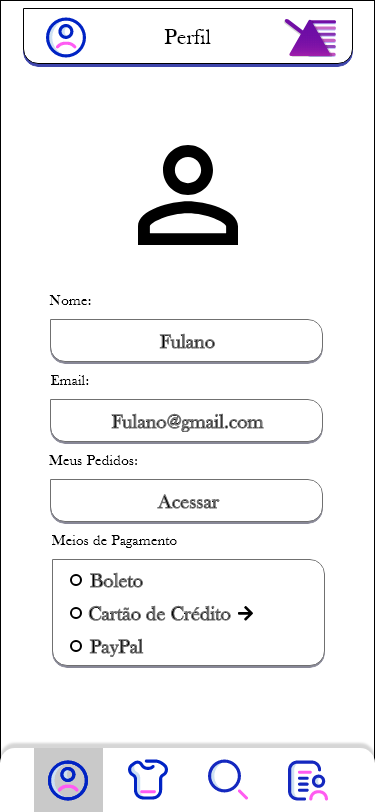 Perfil
Nome:
Fulano
Email:
Fulano@gmail.com
Meus Pedidos:
Acessar
Meios de Pagamento
Boleto
Cartão de Crédito →
PayPal